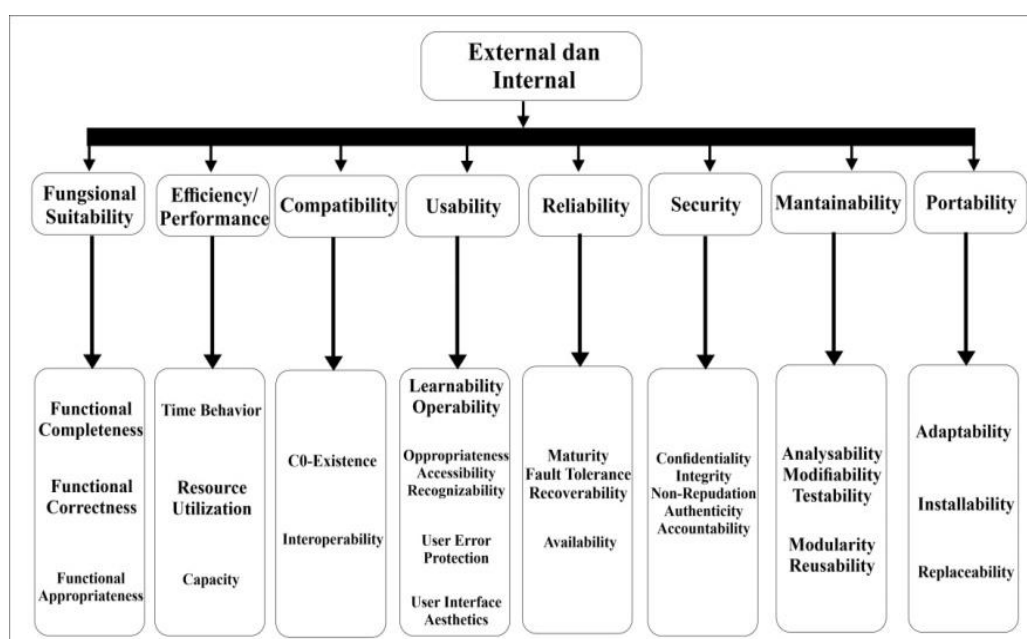 External dan
Internal
Fungsional
Suitability
Efficiency/
Performance
Compatibility
Usability
Reliability
Security
Mantainability
Portability
Functional
Completeness
Functional
Correctness
Functional
Appropriateness
Time Behavior
Resource
Utilization
Capacity
C0-Existence
Interoperability
Learnability
Operability
Oppropriateness
Accessibility
Recognizability
User Error
Protection
User Interface
Aesthetics
Maturity
Fault Tolerance
Recoverability
Availability
Confidentiality
Integrity
Non-Repudation
Authenticity
Accountability
Analysability
Modifiability
Testability
Modularity
Reusability
Adaptability
Installability
Replaceability